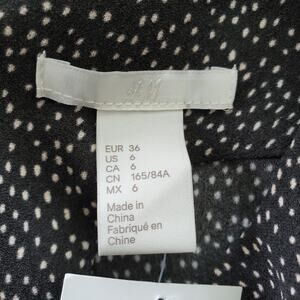 H&M
EUR 36
US 6
CA 6
CN 165/84A
MX 6
Made in
China
Fabriqué en
Chine